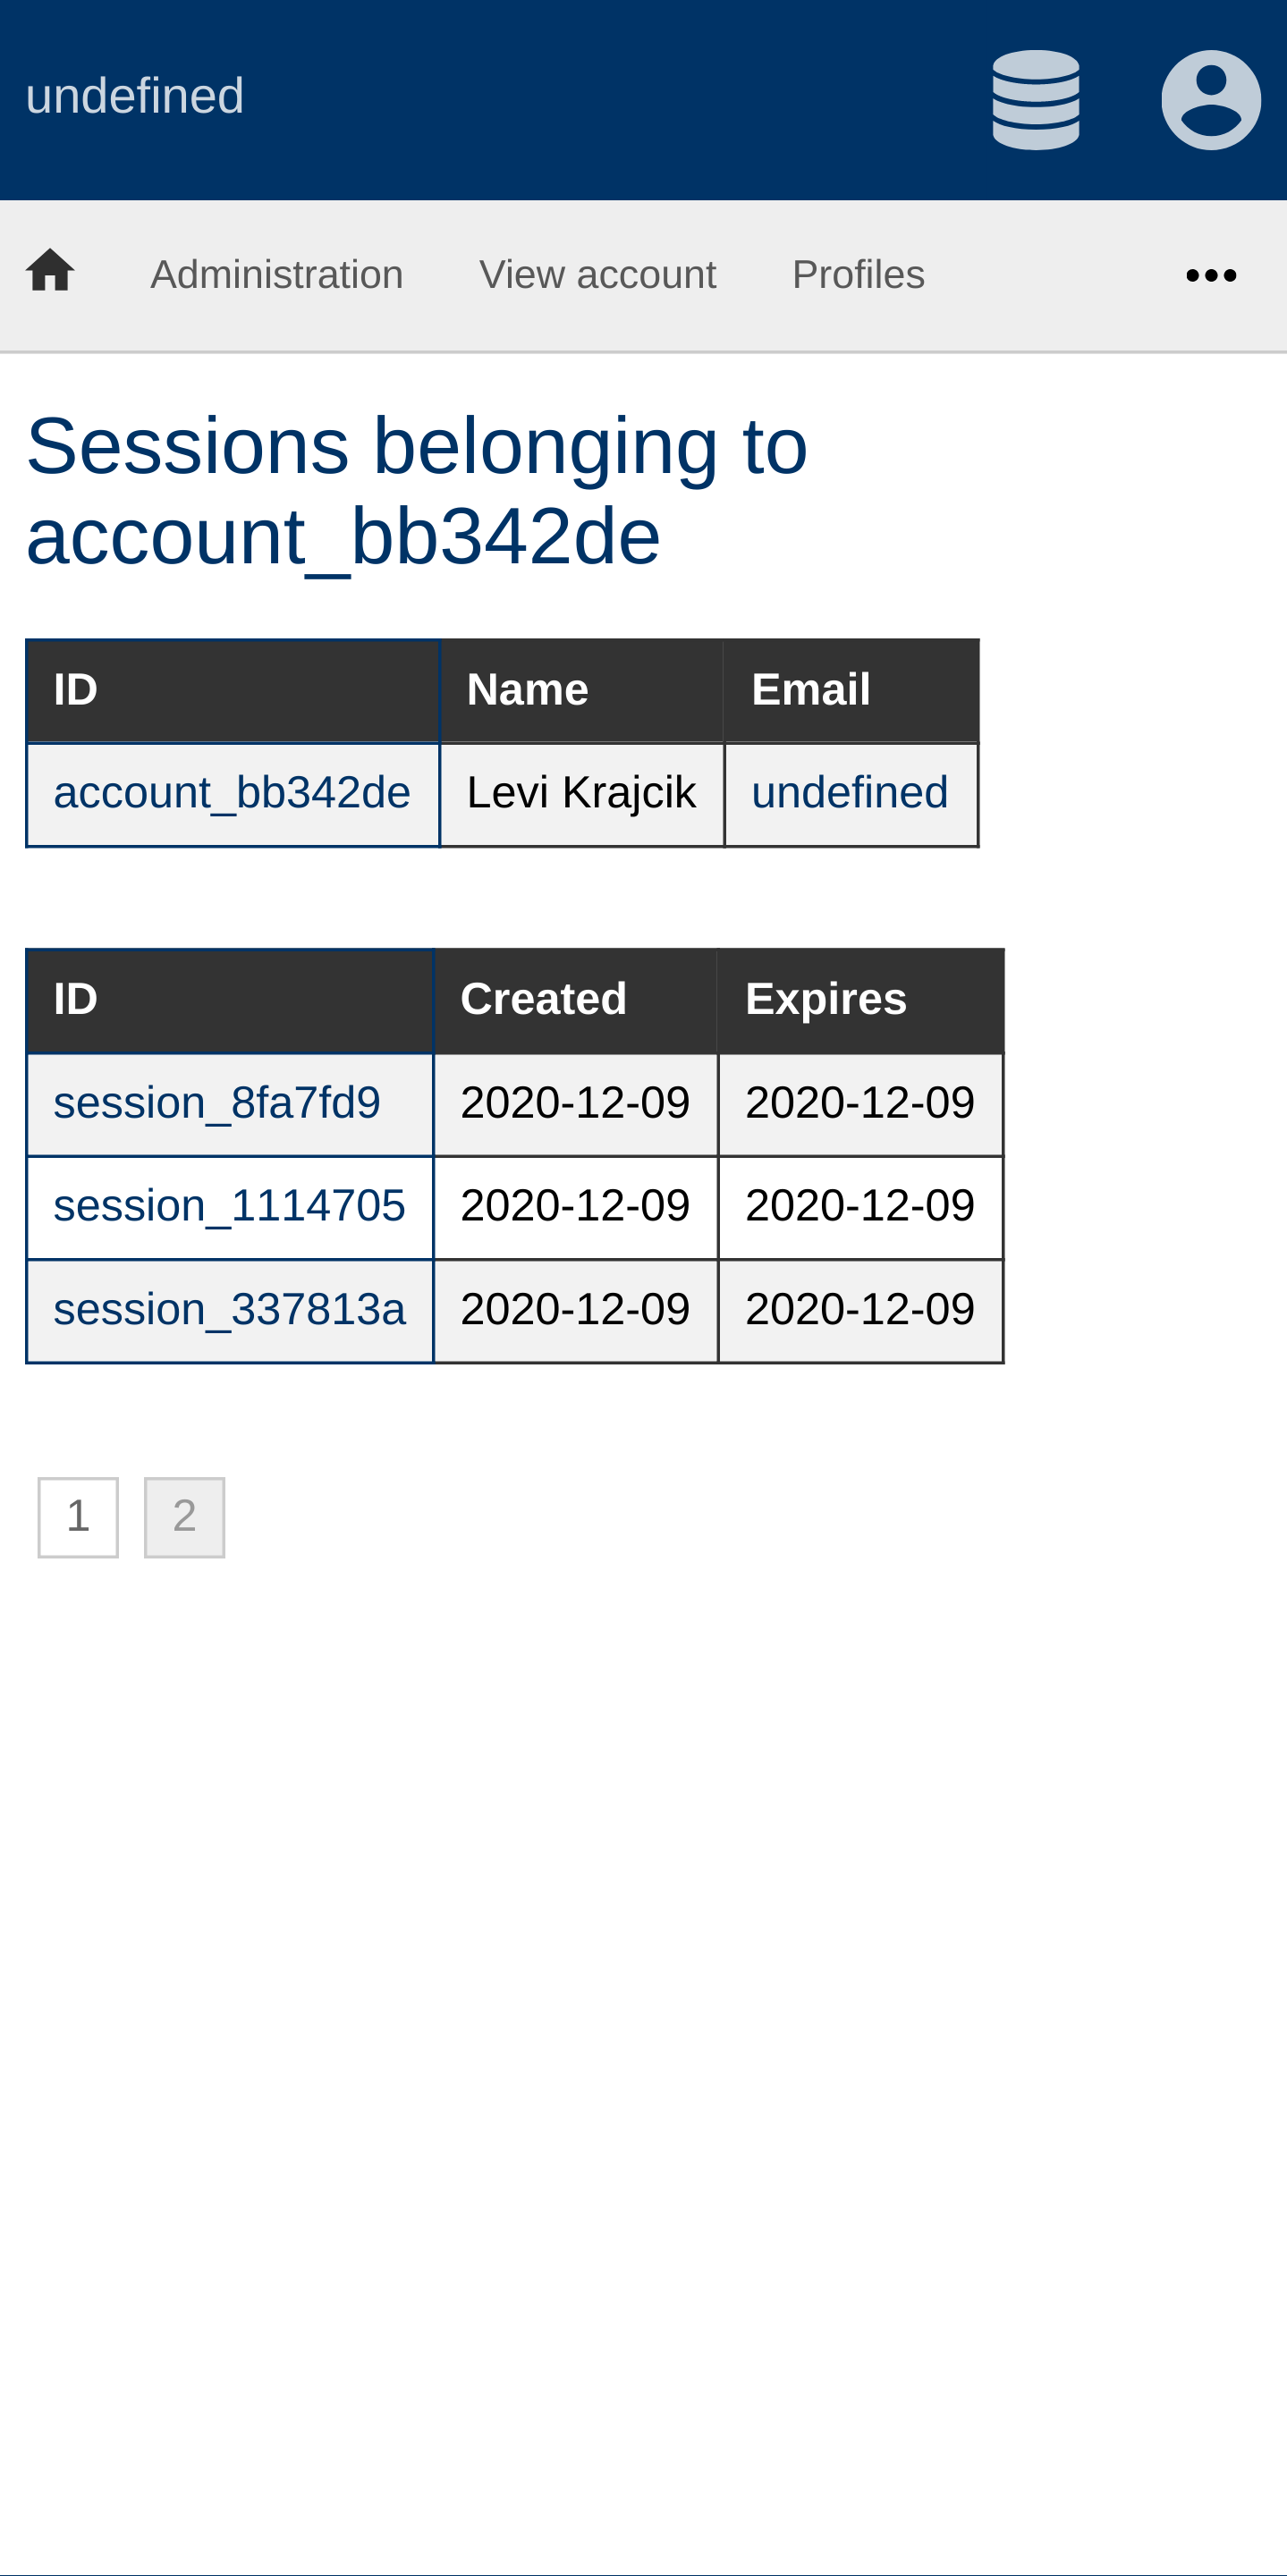 undefined
Administration View account Profiles •••
Sessions belonging to
account_bb342de
ID Name Email
account_bb342de Levi Krajcik undefined
ID Created Expires
session_8fa7fd9 2020-12-09 2020-12-09
session_1114705 2020-12-09 2020-12-09
session_337813a 2020-12-09 2020-12-09
1 2